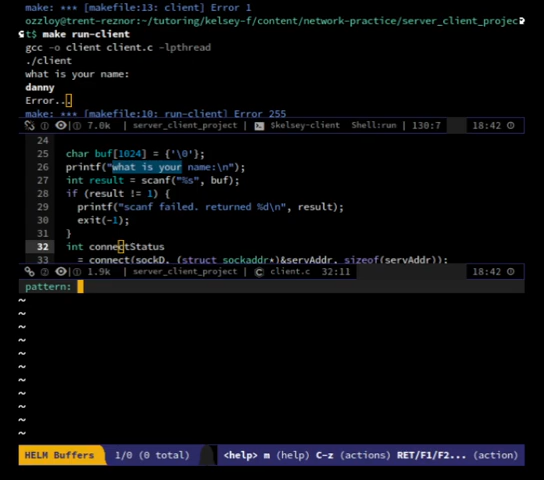 make: *** [makefile:13: client] Error 1
ozzloy@trent-reznor:~/tutoring/kelsey-f/content/network-practice/server_client_projec
t$ make run-client
gcc -o client client.c -lpthread
./client
what is your name:
danny
Error...
make: *** [makefile:10: run-client] Error 255
7.0k | server_client_project | $kelsey-client Shell:run | 130:7 18:42
24
25 char buf[1024] = {'\0'};
26 printf("what is your name:\n");
27 int result = scanf("%s", buf);
28 if (result != 1) {
29 printf("scanf failed. returned %d\n", result);
30 exit(-1);
31 }
32 int connectStatus
33 = connect(sockD, (struct sockaddr*)&servAddr, sizeof(servAddr));
1.9k | server_client_project | client.c 32:11 18:42
pattern:
~
~
~
~
~
~
~
~
~
~
~
HELM Buffers 1/0 (0 total) <help> m (help) C-z (actions) RET/F1/F2... (action)